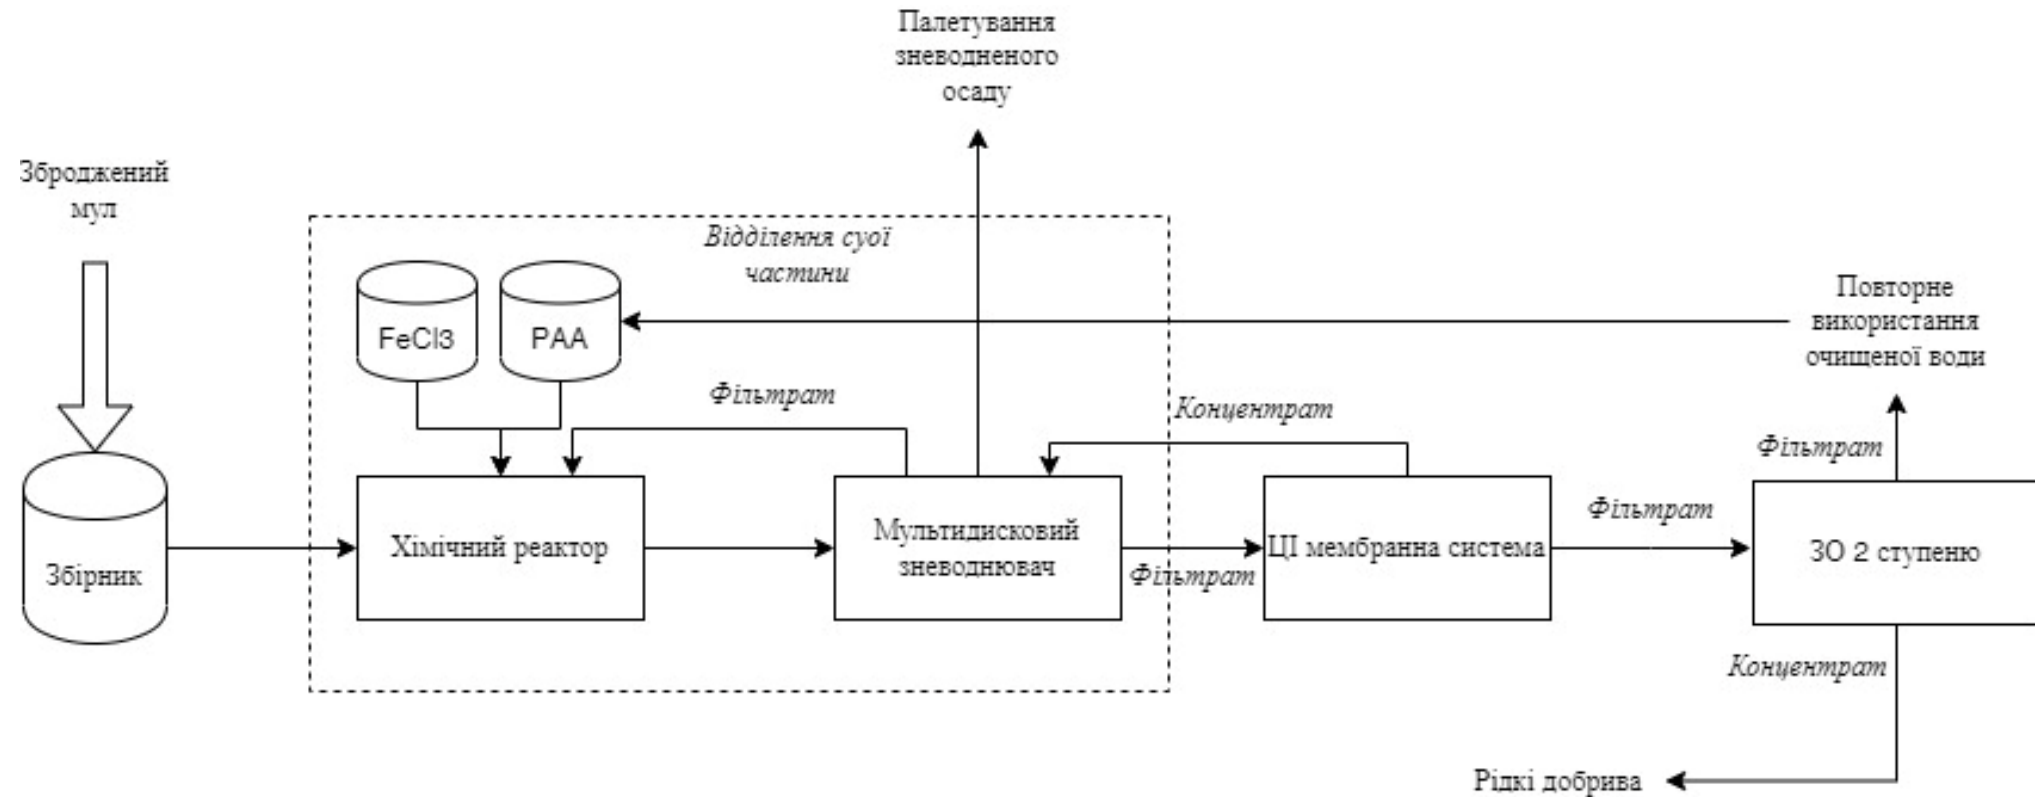 Палетування
зневодненого
осаду
Зброджений
мул
Відділення суої
частини
Повторне
використання
очищеної води
FeCl3
PAA
Фільтрат
Концентрат
Фільтрат
Збірник
Хімічний реактор
Мультидисковий
зневоднювач
Фільтрат
ЦІ мембранна система
Фільтрат
ЗО 2 ступеню
Концентрат
Рідкі добрива